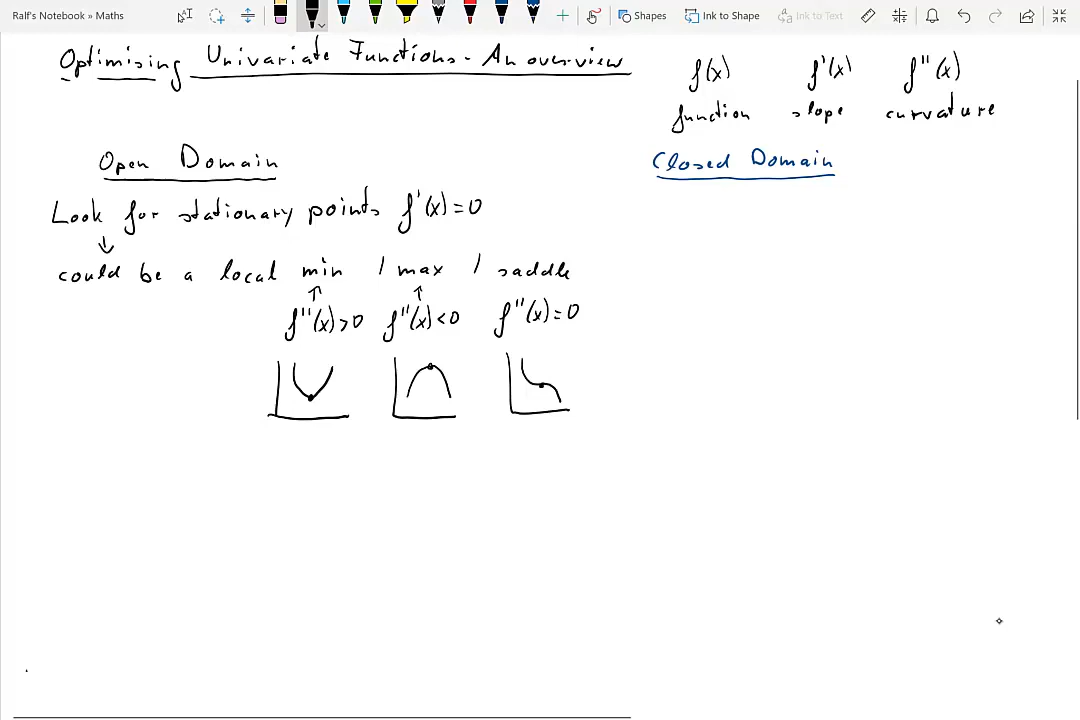 Ralf's Notebook » Maths
Shapes
Ink to Shape
Ink to Text
Optimising Univariate Functions - An overview
f(x) f'(x) f''(x)
function slope curvature
Open Domain
Closed Domain
Look for stationary points f'(x)=0
↓
could be a local min / max / saddle
↑ ↑
f''(x)>0 f''(x)<0 f''(x)=0